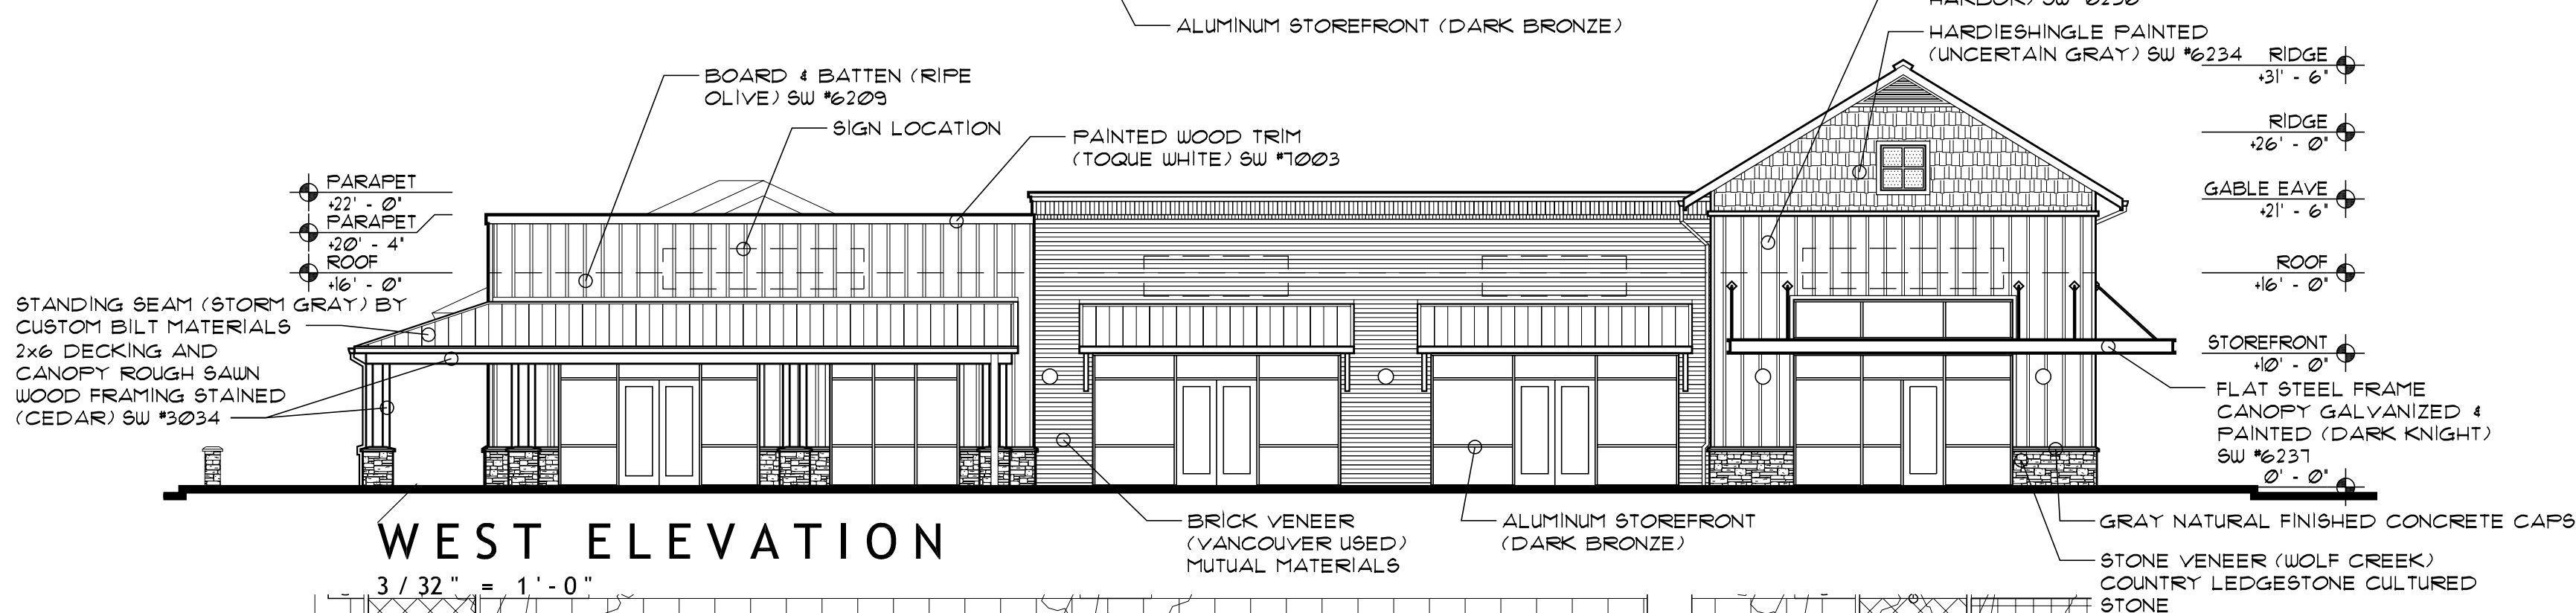 ALUMINUM STOREFRONT (DARK BRONZE)
HARBOR) SW #6256
HARDIESHINGLE PAINTED
(UNCERTAIN GRAY) SW #6234
BOARD & BATTEN (RIPE
OLIVE) SW #6209
SIGN LOCATION
PAINTED WOOD TRIM
(TOQUE WHITE) SW #7003
RIDGE
+31' - 6"
RIDGE
+26' - 0"
GABLE EAVE
+21' - 6"
ROOF
+16' - 0"
STOREFRONT
+10' - 0"
PARAPET
+22' - 0"
PARAPET
+20' - 4"
ROOF
+16' - 0"
STANDING SEAM (STORM GRAY) BY
CUSTOM BILT MATERIALS
2x6 DECKING AND
CANOPY ROUGH SAWN
WOOD FRAMING STAINED
(CEDAR) SW #3034
FLAT STEEL FRAME
CANOPY GALVANIZED &
PAINTED (DARK KNIGHT)
SW #6237
0' - 0"
WEST ELEVATION
3/32" = 1'-0"
BRICK VENEER
(VANCOUVER USED)
MUTUAL MATERIALS
ALUMINUM STOREFRONT
(DARK BRONZE)
GRAY NATURAL FINISHED CONCRETE CAPS
STONE VENEER (WOLF CREEK)
COUNTRY LEDGESTONE CULTURED
STONE